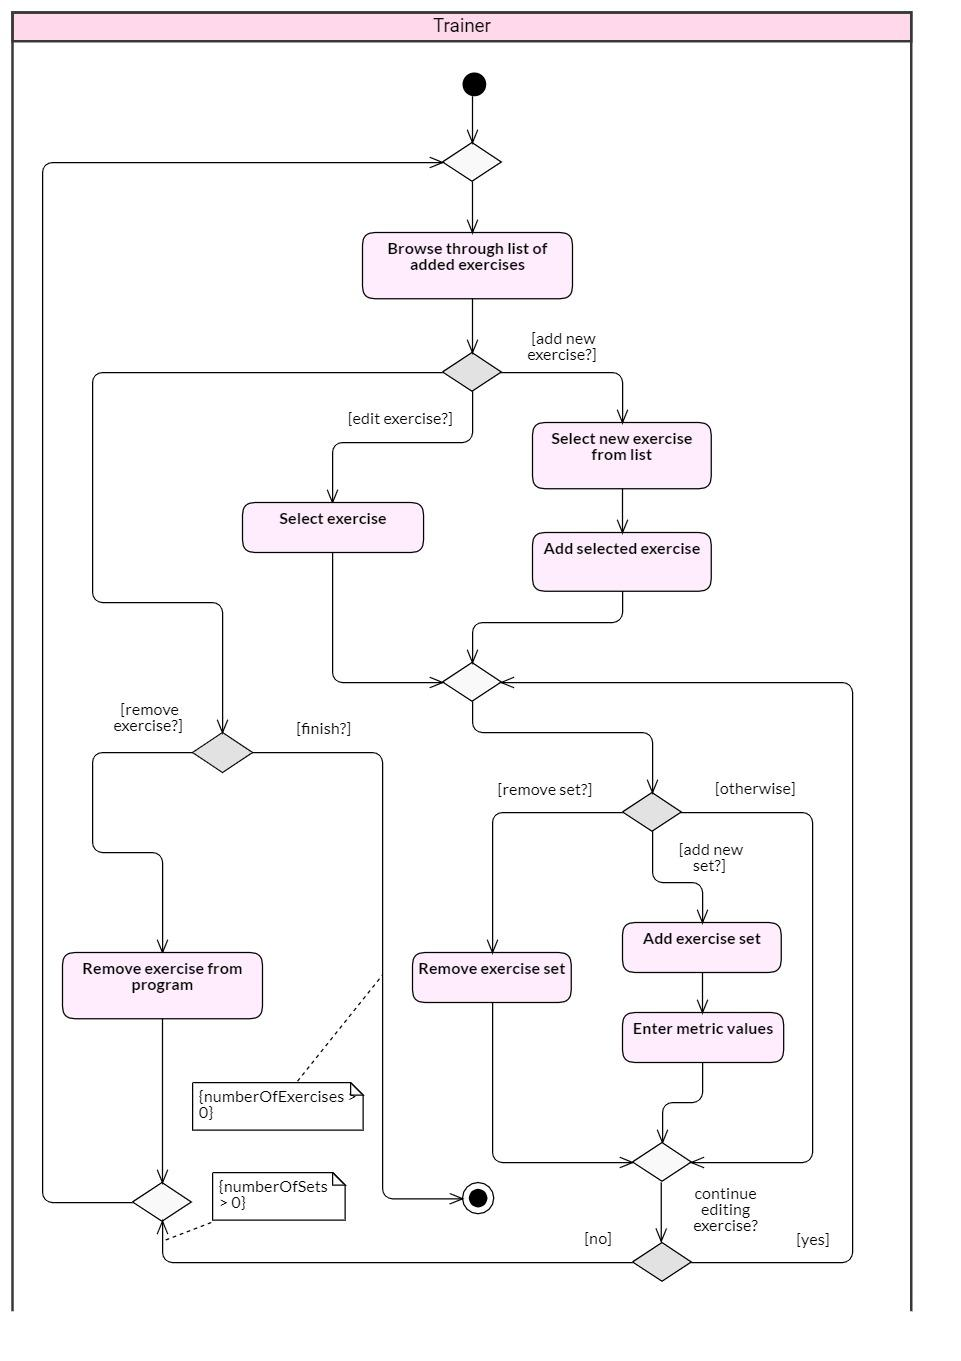 Trainer
Browse through list of
added exercises
[add new
exercise?]
[edit exercise?]
Select new exercise
from list
Select exercise
Add selected exercise
[remove
exercise?]
[finish?]
[remove set?]
[otherwise]
[add new
set?]
Add exercise set
Remove exercise from
program
Remove exercise set
Enter metric values
{numberOfExercises >
0}
{numberOfSets
> 0}
continue
editing
exercise?
[no]
[yes]